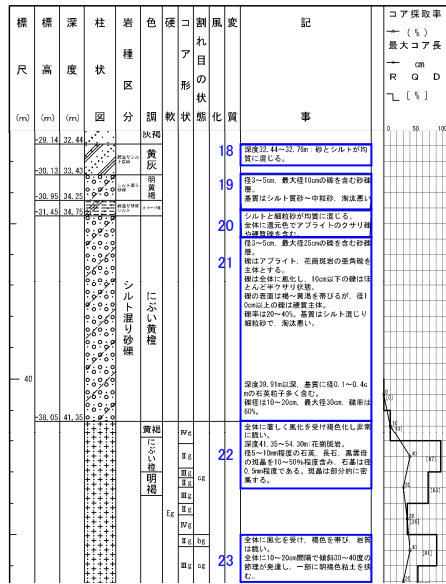 標尺 (m)
標高 (m)
深度 (m)
柱状図
岩種区分
色調
硬軟
コア形状
割れ目の状態
風化
変質
記事
コア採取率
(%)
最大コア長
cm
R Q D
[%]
0 50 100
-29.14 32.44
-30.13 33.43
-30.95 34.25
-31.45 34.75
40
-38.05 41.35
シルト混り砂礫
灰褐
黄灰
明黄褐
にぶい黄橙
黄褐
にぶい橙
明褐
18
深度32.44~32.76m:砂とシルトが均
質に混じる。
19
径3~5cm、最大径10cmの礫を含む砂礫
層。
基質はシルト質砂~中粒砂、淘汰悪い
20
シルトと細粒砂が均質に混じる。
全体に還元色でアプライトのクサリ礫
や硬質礫を含む。
21
径3~5cm、最大径25cmの礫を含む砂礫
層。
礫はアプライト、花崗斑岩の亜角礫を
主体とする。
礫は全体に風化し、10cm以下の礫はほ
とんど半クサリ状態。
礫の表面は褐~黄渇を帯びるが、径1
0cm以上の礫は硬質主体。
礫率は20~40%。基質はシルト混じり
細粒砂で、淘汰悪い。
深度39.91m以深、基質に径0.1~0.4c
mの石英粒子多く含む。
礫径は10~20cm、最大径30cm、礫率は
60%。
22
全体に著しく風化を受け褐色化し非常
に脆い。
深度41.35~54.30m:花崗斑岩。
径5~10mm程度の石英、長石、黒雲母
の斑晶を10~50%程度含み、石基は径
0.5mm程度である。斑晶は部分的に密
集する。
23
全体に風化を受け、褐色を帯び、岩質
は脆い。
全体に10~20cm間隔で傾斜30~40度の
節理が発達し、一部に明褐色粘土を挟
む。
Ⅳg
Ⅱg
Ⅲg
Ⅱg
Ⅲg
Ⅱg
Ⅳg
Ⅱg
Ⅲg
Eg
cg
bg
cg